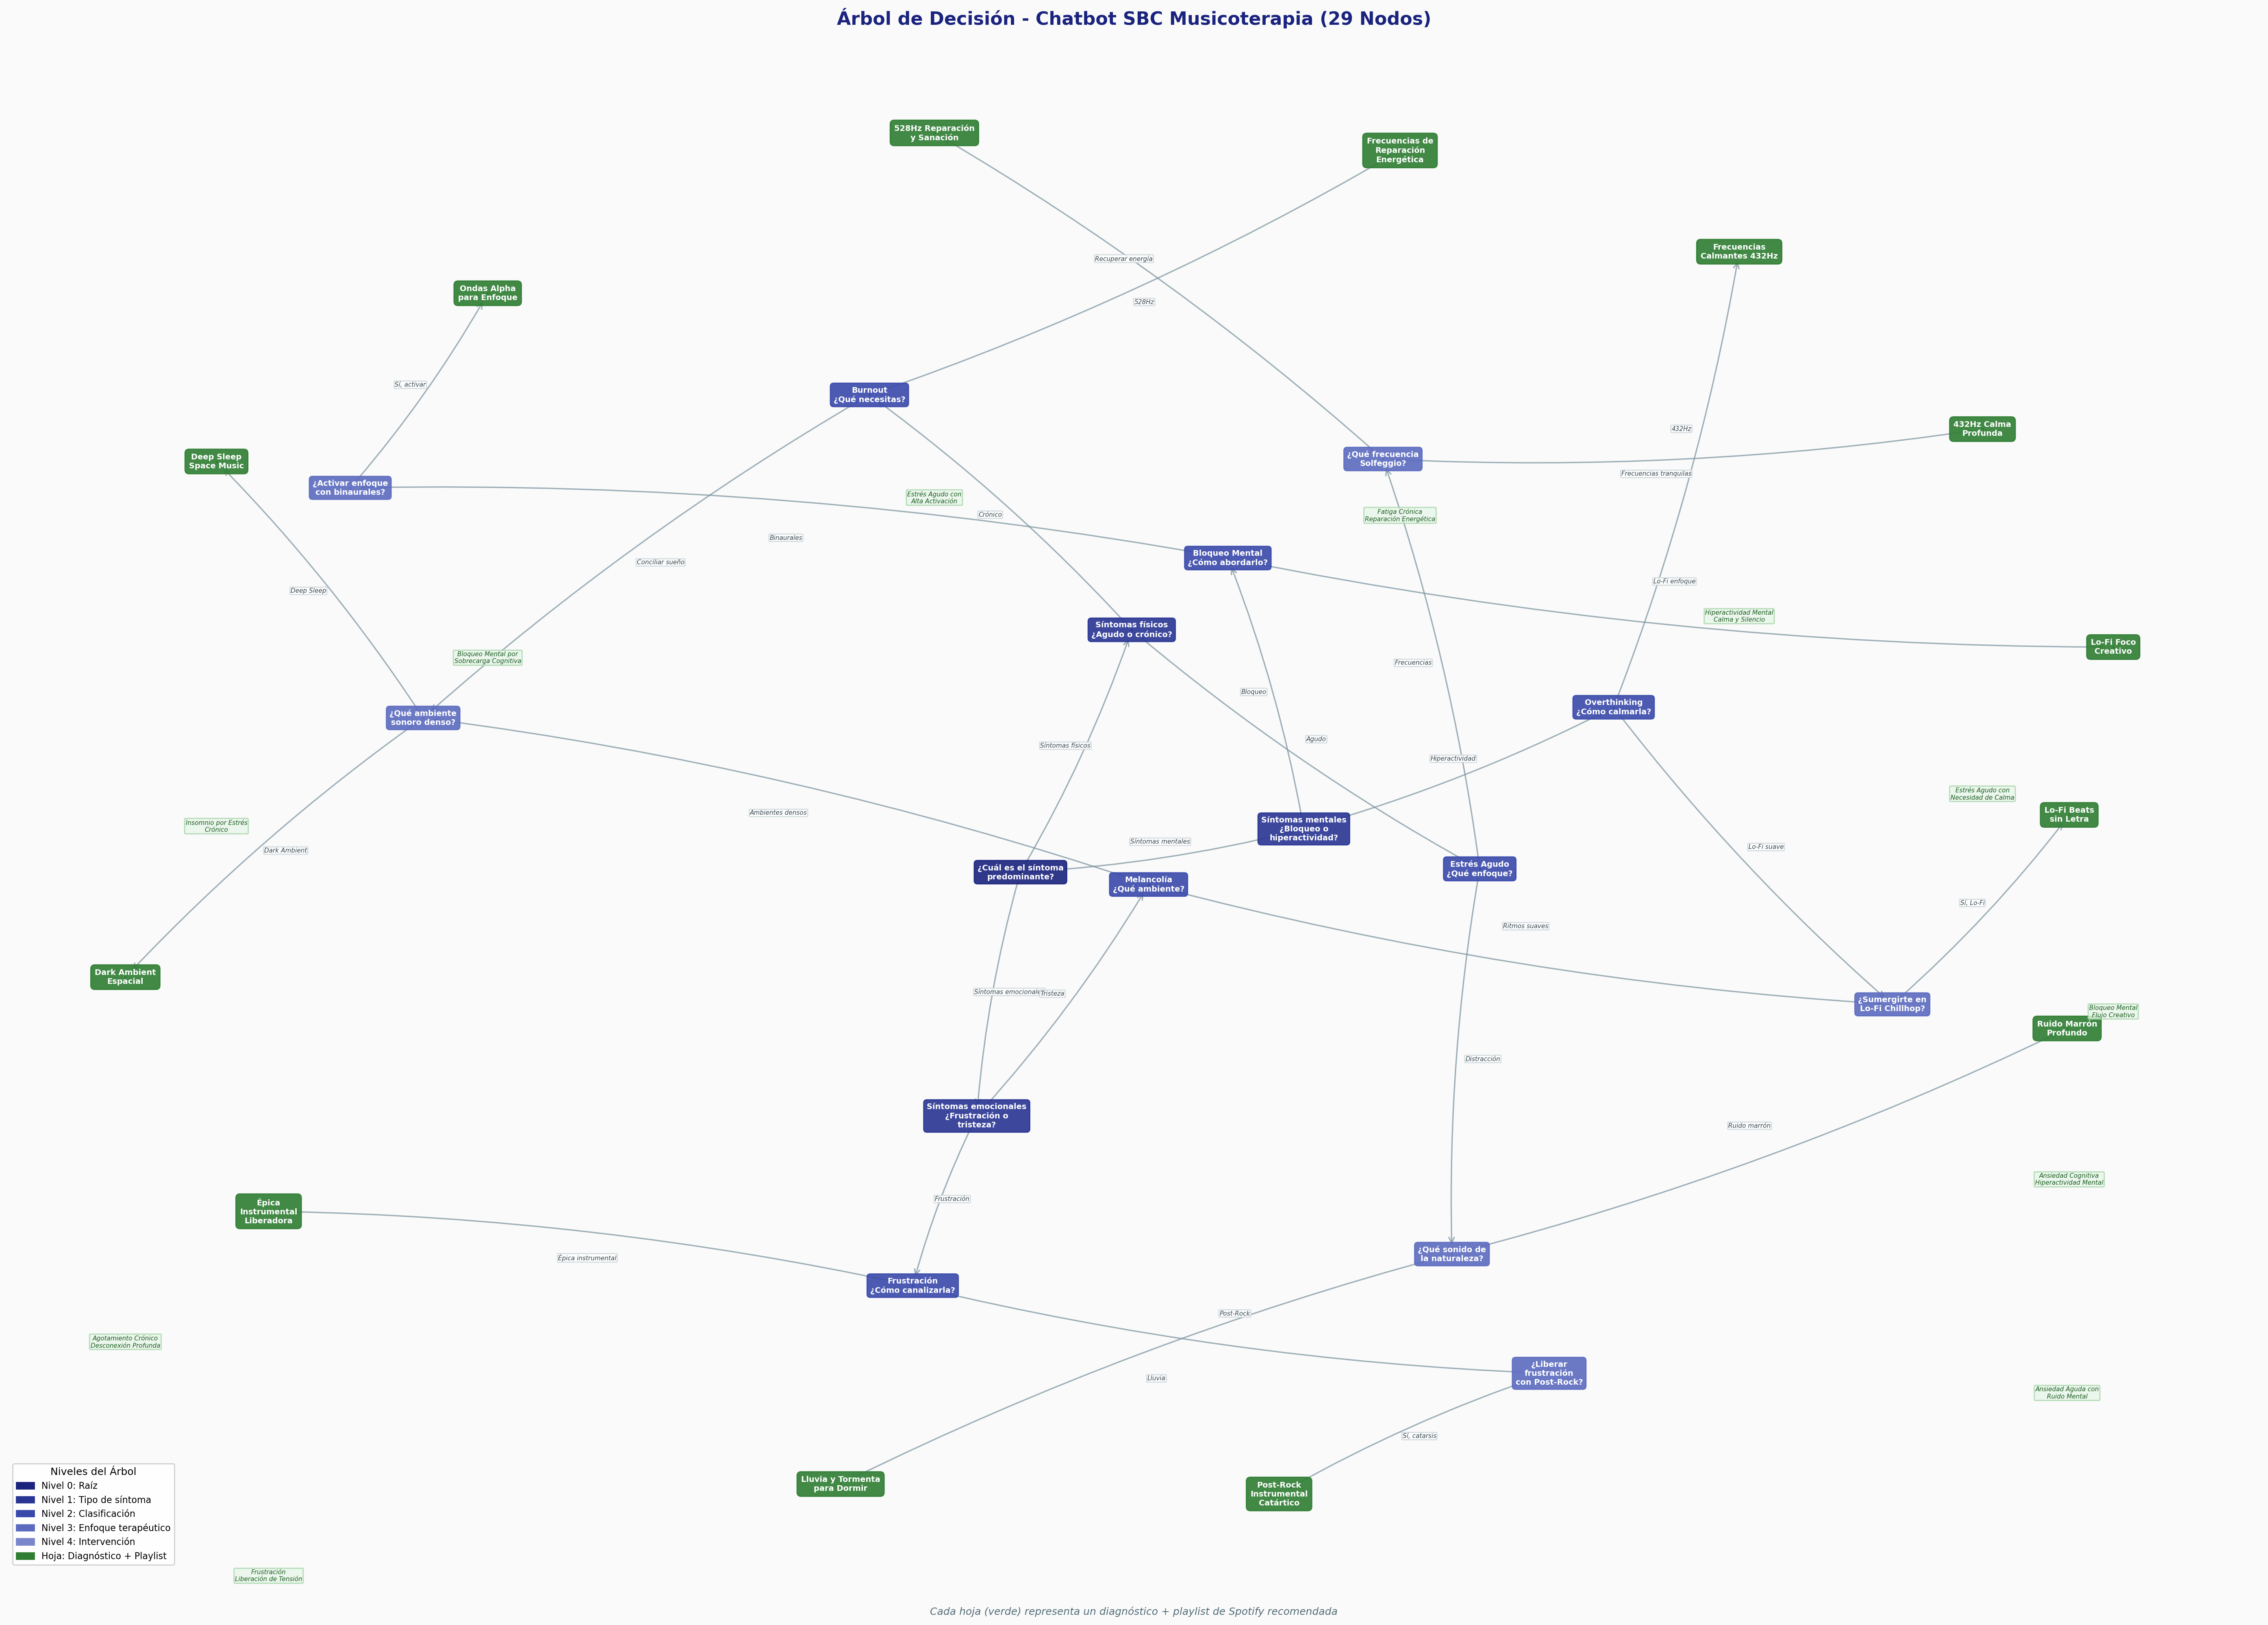 Árbol de Decisión - Chatbot SBC Musicoterapia (29 Nodos)
528Hz Reparación
y Sanación
Frecuencias de
Reparación
Energética
Frecuencias
Calmantes 432Hz
Recuperar energía
Ondas Alpha
para Enfoque
528Hz
Sí, activar
Burnout
¿Qué necesitas?
432Hz
432Hz Calma
Profunda
Deep Sleep
Space Music
¿Qué frecuencia
Solfeggio?
Frecuencias tranquilas
¿Activar enfoque
con binaurales?
Estrés Agudo con
Alta Activación
Crónico
Fatiga Crónica
Reparación Energética
Binaurales
Conciliar sueño
Bloqueo Mental
¿Cómo abordarlo?
Lo-Fi enfoque
Deep Sleep
Hiperactividad Mental
Calma y Silencio
Síntomas físicos
¿Agudo o crónico?
Lo-Fi Foco
Creativo
Bloqueo Mental por
Sobrecarga Cognitiva
Frecuencias
Bloqueo
Overthinking
¿Cómo calmarla?
¿Qué ambiente
sonoro denso?
Síntomas físicos
Agudo
Hiperactividad
Estrés Agudo con
Necesidad de Calma
Ambientes densos
Lo-Fi Beats
sin Letra
Insomnio por Estrés
Crónico
Síntomas mentales
¿Bloqueo o
hiperactividad?
Síntomas mentales
Lo-Fi suave
Dark Ambient
¿Cuál es el síntoma
predominante?
Estrés Agudo
¿Qué enfoque?
Melancolía
¿Qué ambiente?
Sí, Lo-Fi
Ritmos suaves
Dark Ambient
Espacial
Síntomas emocionales
Tristeza
¿Sumergirte en
Lo-Fi Chillhop?
Bloqueo Mental
Flujo Creativo
Ruido Marrón
Profundo
Distracción
Síntomas emocionales
¿Frustración o
tristeza?
Ruido marrón
Ansiedad Cognitiva
Hiperactividad Mental
Frustración
Épica
Instrumental
Liberadora
Épica instrumental
¿Qué sonido de
la naturaleza?
Frustración
¿Cómo canalizarla?
Post-Rock
Agotamiento Crónico
Desconexión Profunda
¿Liberar
frustración
con Post-Rock?
Lluvia
Ansiedad Aguda con
Ruido Mental
Sí, catarsis
Lluvia y Tormenta
para Dormir
Post-Rock
Instrumental
Catártico
Niveles del Árbol
Nivel 0: Raíz
Nivel 1: Tipo de síntoma
Nivel 2: Clasificación
Nivel 3: Enfoque terapéutico
Nivel 4: Intervención
Hoja: Diagnóstico + Playlist
Frustración
Liberación de Tensión
Cada hoja (verde) representa un diagnóstico + playlist de Spotify recomendada